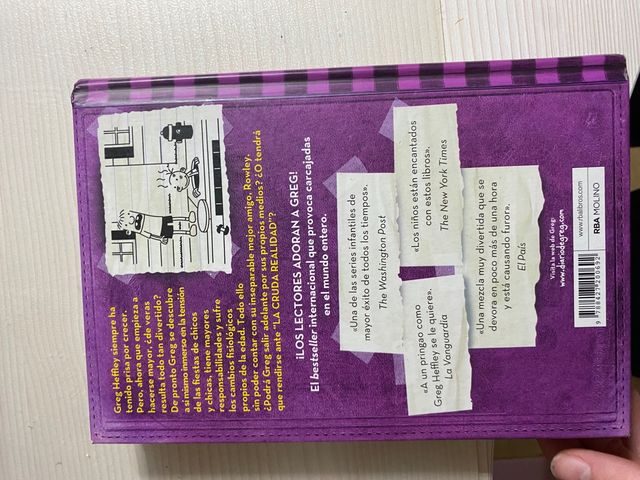 Greg Heffley siempre ha
tenido prisa por crecer.
Pero, ahora que empieza a
hacerse mayor, ¿de veras
resulta todo tan divertido?
De pronto Greg se descubre
a sí mismo inmerso en la tensión
de las fiestas de chicos
y chicas, tiene mayores
responsabilidades y sufre
los cambios fisiológicos
propios de la edad. Todo ello
sin poder contar con su inseparable mejor amigo, Rowley.
¿Podrá Greg salir adelante por sus propios medios? ¿O tendrá
que rendirse ante "LA CRUDA REALIDAD"?
¡LOS LECTORES ADORAN A GREG!
El bestseller internacional que provoca carcajadas
en el mundo entero.
«Una de las series infantiles de
mayor éxito de todos los tiempos».
The Washington Post
«Los niños están encantados
con estos libros».
The New York Times
«A un pringao como
Greg Heffley se le quiere».
La Vanguardia
«Una mezcla muy divertida que se
devora en poco más de una hora
y está causando furor».
El País
Visita la web de Greg:
www.diariodegreg.com
www.rbalibros.com
RBA MOLINO
9 788427 200692